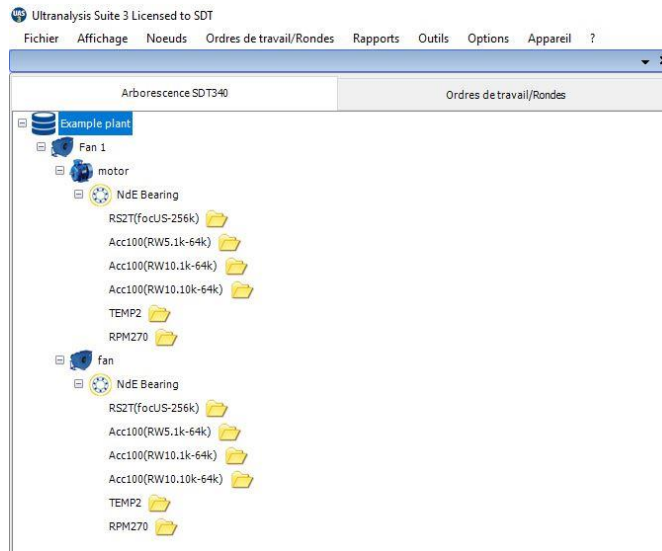 UAS 3 Ultranalysis Suite 3 Licensed to SDT
Fichier Affichage Noeuds Ordres de travail/Rondes Rapports Outils Options Appareil ?
Arborescence SDT340 Ordres de travail/Rondes
Example plant
Fan 1
motor
NdE Bearing
RS2T(focUS-256k)
Acc100(RW5.1k-64k)
Acc100(RW10.1k-64k)
Acc100(RW10.10k-64k)
TEMP2
RPM270
fan
NdE Bearing
RS2T(focUS-256k)
Acc100(RW5.1k-64k)
Acc100(RW10.1k-64k)
Acc100(RW10.10k-64k)
TEMP2
RPM270